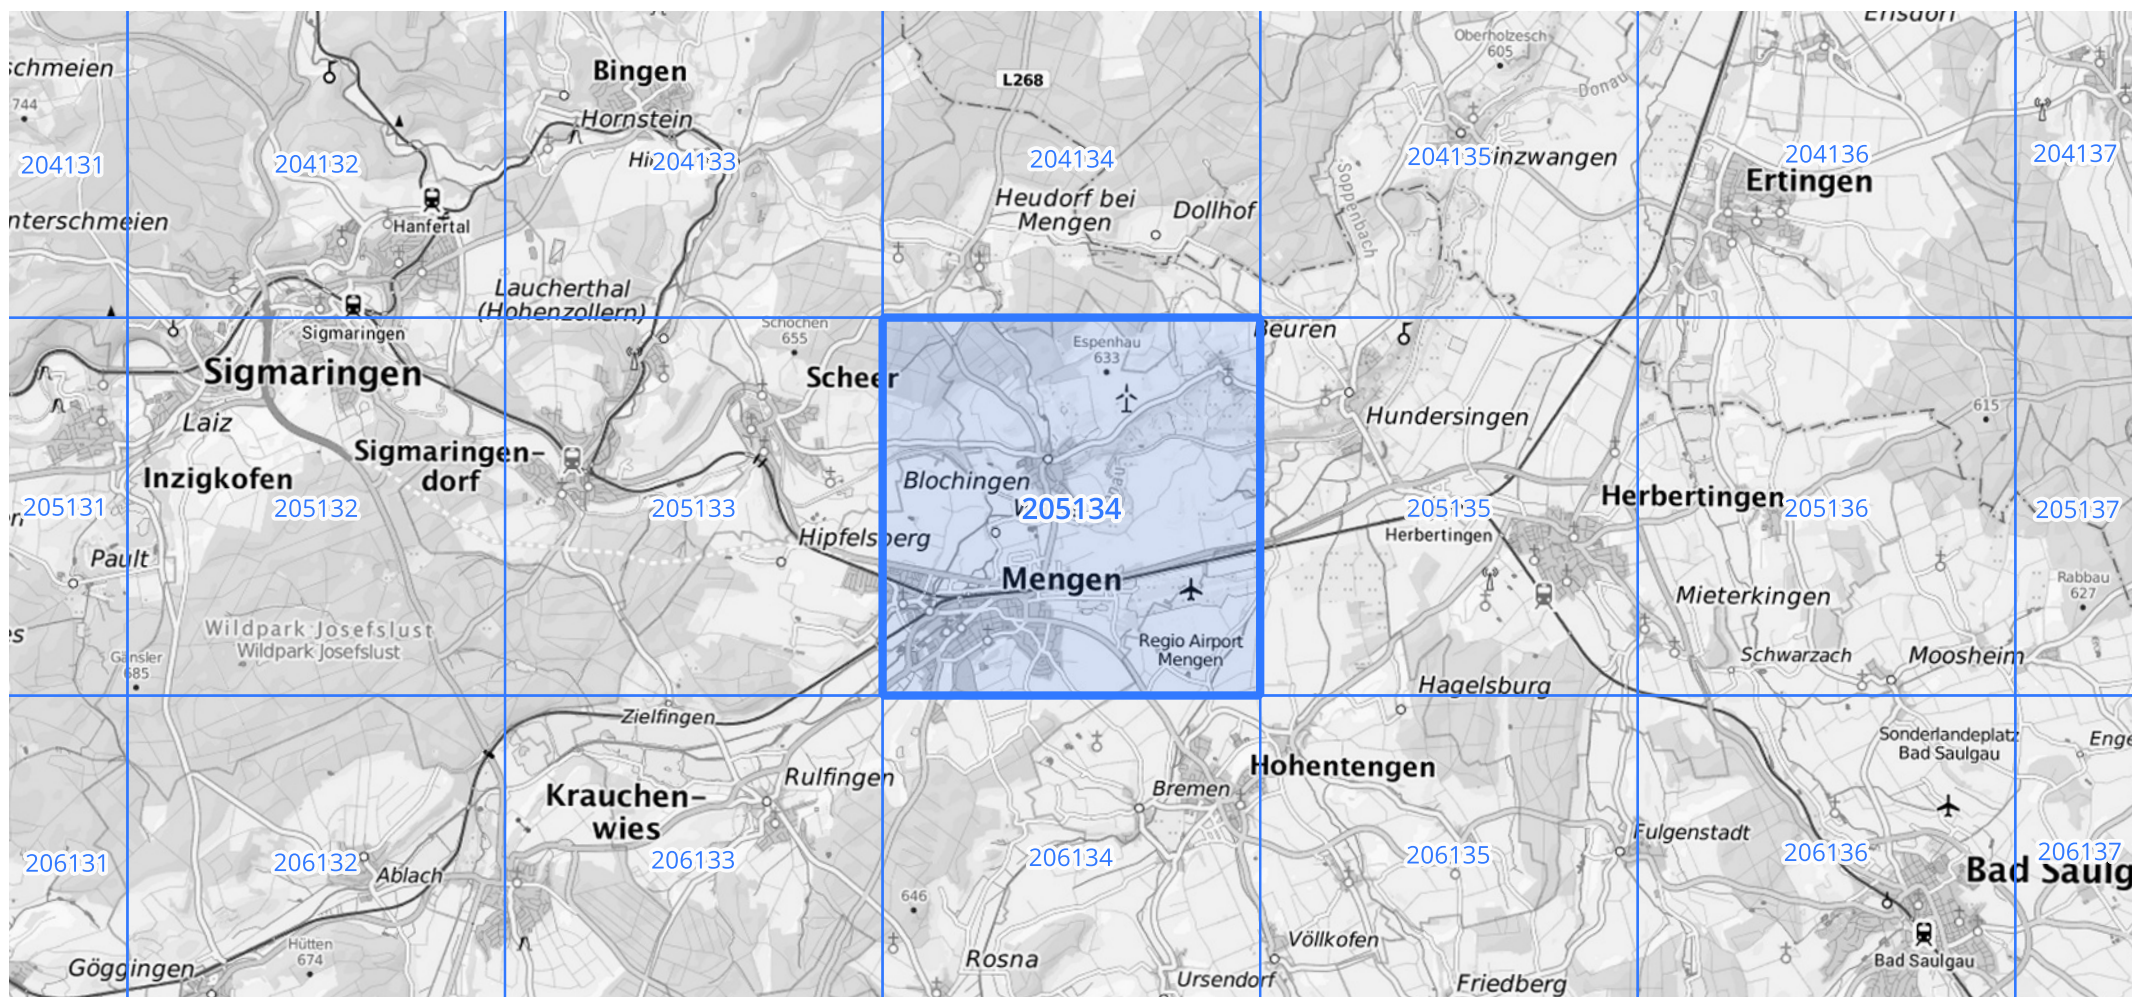 Ertingen
Bingen
L268
Oberholzesch
605
Donau
schmeien
744
Hornstein
204131
204132
204133
204134
204135
inzwangen
204136
204137
Soppenbach
Heudorf bei
Mengen
Dollhof
Ertingen
nterschmeien
Hanfertal
Laucherthal
(Hohenzollern)
Sigmaringen
Schochen
655
Espenhau
633
Beuren
Sigmaringen
Scheer
Laiz
Hundersingen
615
Sigmaringen-
dorf
Inzigkofen
Blochingen
Herbertingen
205131
205132
205133
205134
205135
205136
205137
Pault
Hipfelsberg
Herbertingen
Mengen
Mieterkingen
Rabbau
627
Wildpark Josefslust
Wildpark Josefslust
Gänsler
685
es
Regio Airport
Mengen
Schwarzach
Moosheim
Hagelsburg
Zielfingen
Sonderlandeplatz
Bad Saulgau
Enge
Rulfingen
Hohentengen
Bremen
Krauchen-
wies
Fulgenstadt
206131
206132
206133
206134
206135
206136
206137
Ablach
Bad Saulg
646
Hütten
674
Göggingen
Rosna
Völlkofen
Ursendorf
Friedberg
Bad Saulgau